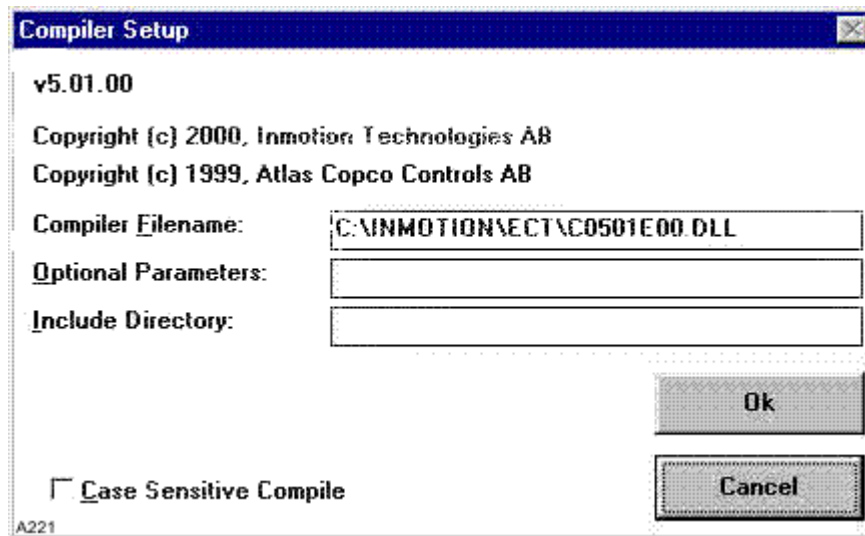 Compiler Setup
v5.01.00
Copyright (c) 2000, Inmotion Technologies AB
Copyright (c) 1999, Atlas Copco Controls AB
Compiler Filename: C:\INMOTION\ECT\C0501E00.DLL
Optional Parameters:
Include Directory:
Ok
Case Sensitive Compile
Cancel
A221